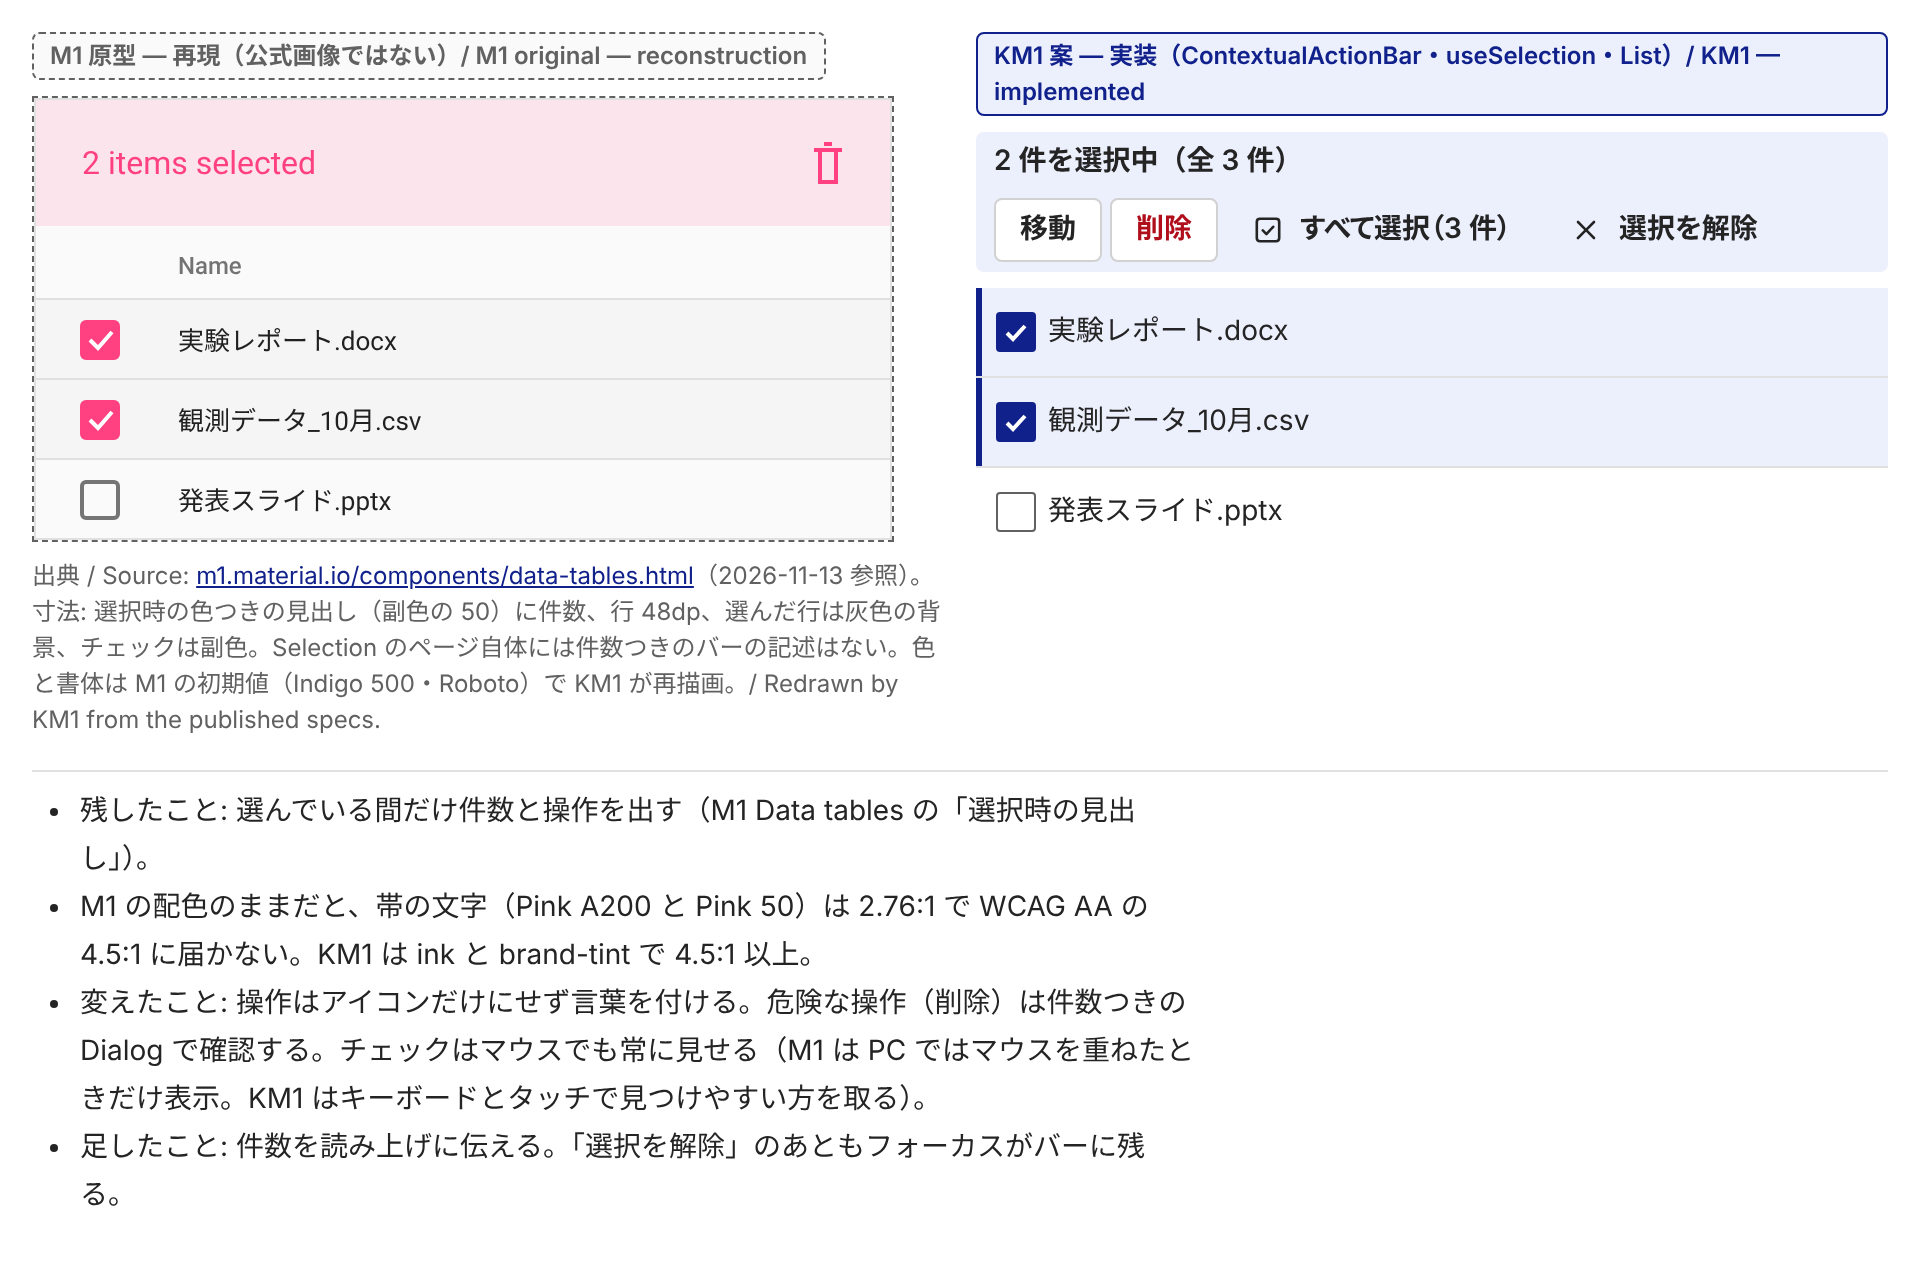 M1 原型 — 再現（公式画像ではない）/ M1 original — reconstruction
2 items selected
Name
実験レポート.docx
観測データ_10月.csv
発表スライド.pptx
出典 / Source: m1.material.io/components/data-tables.html（2026-11-13 参照）。
寸法: 選択時の色つきの見出し（副色の 50）に件数、行 48dp、選んだ行は灰色の背
景、チェックは副色。Selection のページ自体には件数つきのバーの記述はない。色
と書体は M1 の初期値（Indigo 500・Roboto）で KM1 が再描画。/ Redrawn by
KM1 from the published specs.
KM1 案 — 実装（ContextualActionBar・useSelection・List）/ KM1 —
implemented
2 件を選択中（全 3 件）
移動 削除 すべて選択（3 件） 選択を解除
実験レポート.docx
観測データ_10月.csv
発表スライド.pptx
残したこと: 選んでいる間だけ件数と操作を出す（M1 Data tables の「選択時の見出
し」）。
M1 の配色のままだと、帯の文字（Pink A200 と Pink 50）は 2.76:1 で WCAG AA の
4.5:1 に届かない。KM1 は ink と brand-tint で 4.5:1 以上。
変えたこと: 操作はアイコンだけにせず言葉を付ける。危険な操作（削除）は件数つきの
Dialog で確認する。チェックはマウスでも常に見せる（M1 は PC ではマウスを重ねたと
きだけ表示。KM1 はキーボードとタッチで見つけやすい方を取る）。
足したこと: 件数を読み上げに伝える。「選択を解除」のあともフォーカスがバーに残
る。